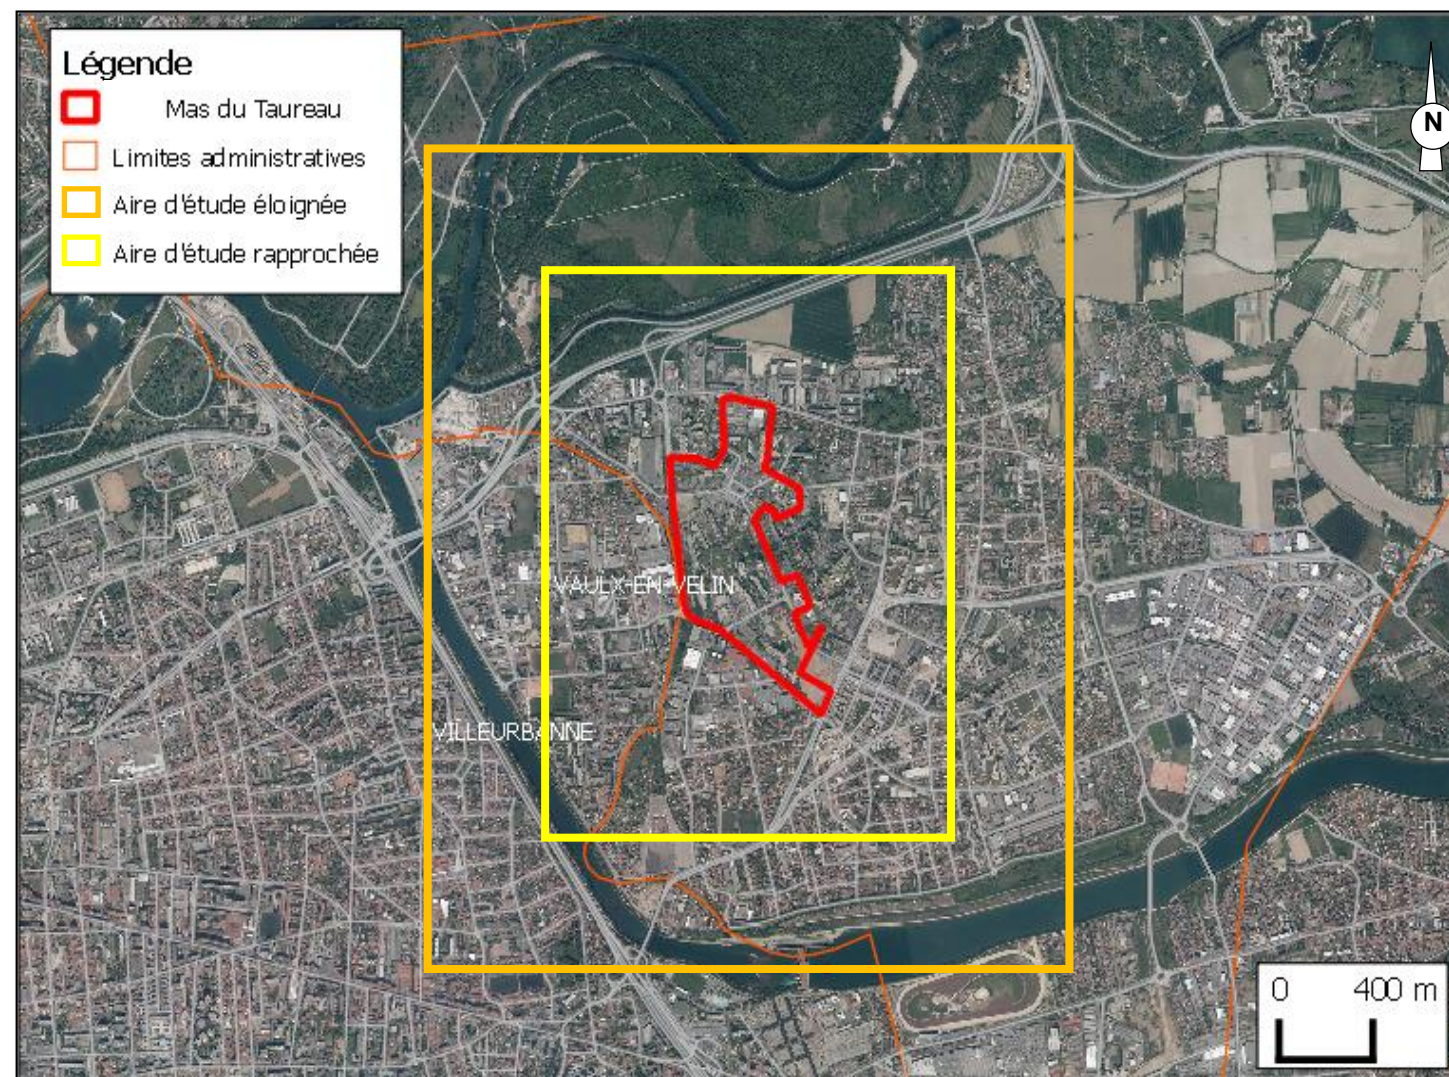 Légende
Mas du Taureau
Limites administratives
Aire d'étude éloignée
Aire d'étude rapprochée
N
VAULX-EN-VELIN
VILLEURBANNE
0 400 m